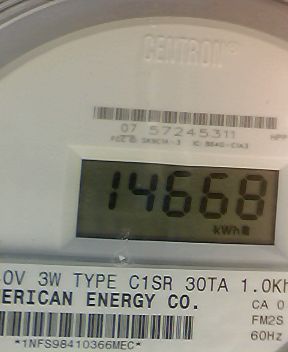 CENTRON®
07 57245311
14668
kWh
0V 3W TYPE C1SR 30TA 1.0Kh
ERICAN ENERGY CO.
CA 0
FM2S
*1NFS98410366MEC*
60Hz